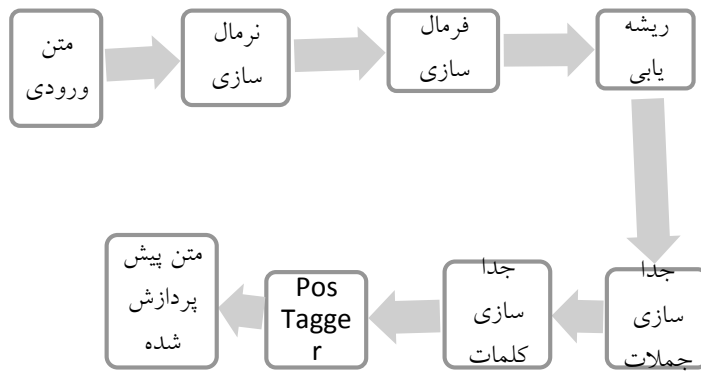 متن
ورودی
نرمال
سازی
فرمال
سازی
ریشه
یابی
جدا
سازی
جملات
جدا
سازی
کلمات
Pos
Tagge
r
متن پیش
پردازش
شده